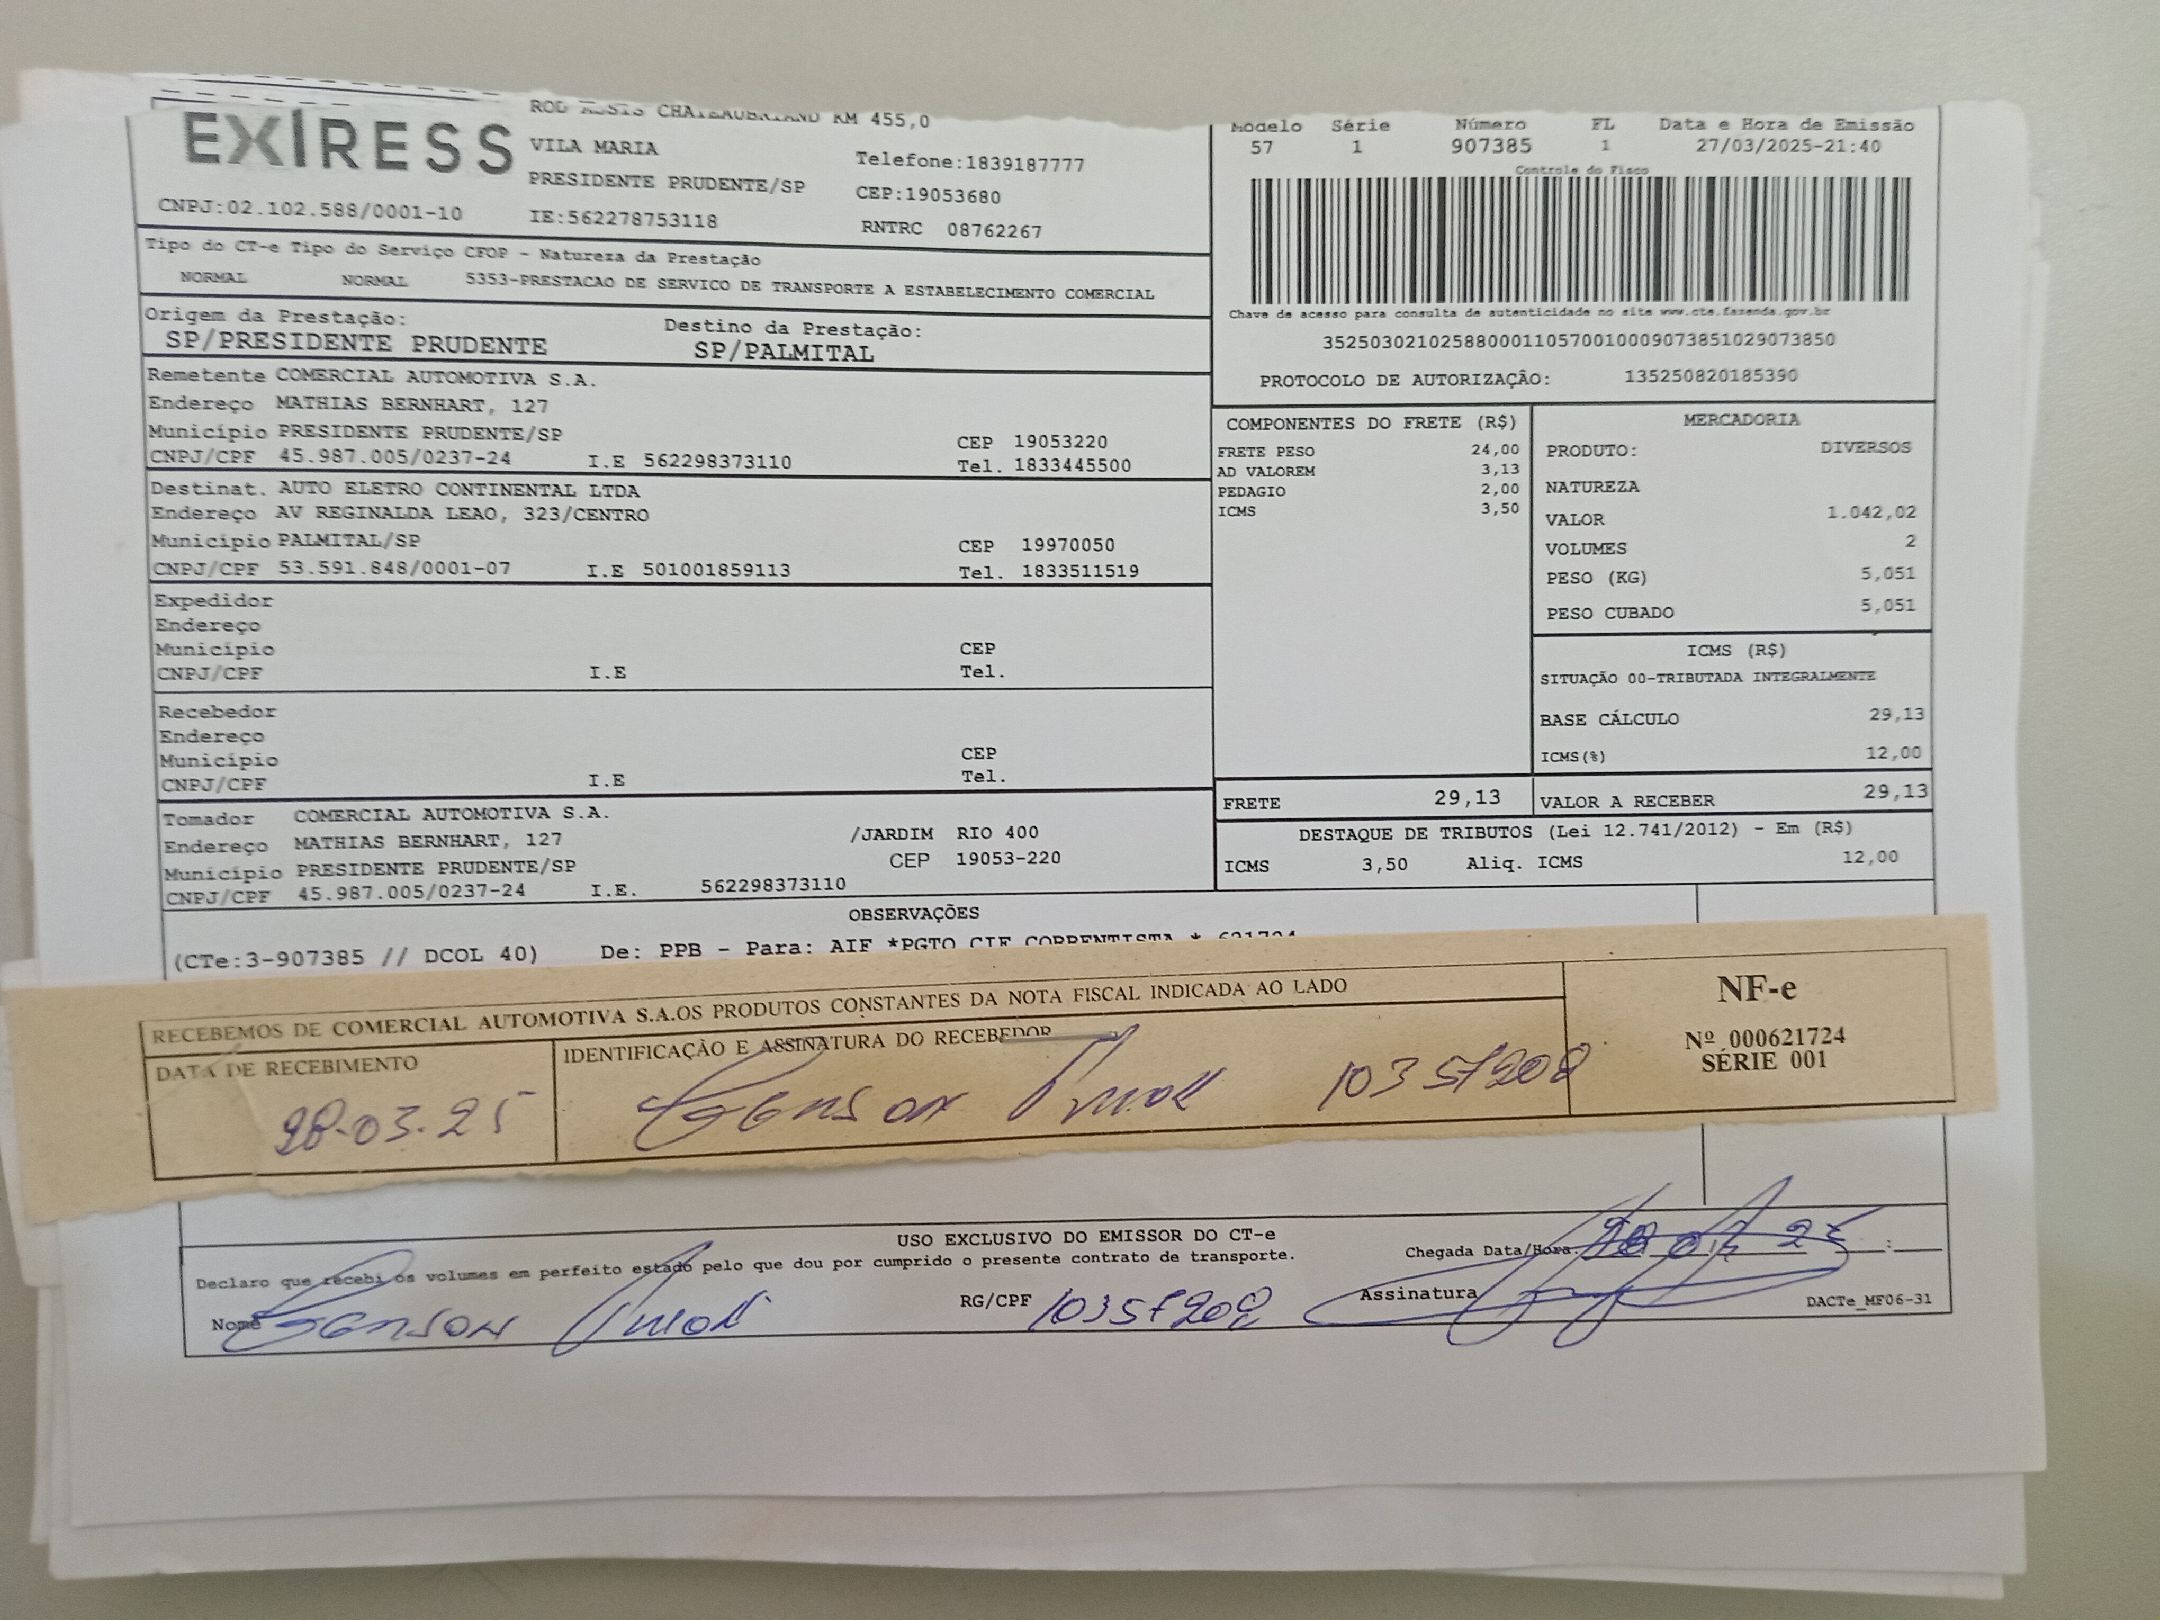 ROD ASSIS CHATEAUBRIAND KM 455,0
EXIRESS
VILA MARIA
Telefone:1839187777
PRESIDENTE PRUDENTE/SP
CEP:19053680
CNPJ:02.102.588/0001-10
IE:562278753118
RNTRC 08762267
Modelo Série Número FL Data e Hora de Emissão
57 1 907385 1 27/03/2025-21:40
Controle do Fisco
Tipo do CT-e Tipo do Serviço CFOP - Natureza da Prestação
NORMAL NORMAL 5353-PRESTACAO DE SERVICO DE TRANSPORTE A ESTABELECIMENTO COMERCIAL
Chave de acesso para consulta de autenticidade no site www.cte.fazenda.gov.br
35250302102588000110570010009073851029073850
PROTOCOLO DE AUTORIZAÇÃO: 135250820185390
Origem da Prestação: Destino da Prestação:
SP/PRESIDENTE PRUDENTE SP/PALMITAL
Remetente COMERCIAL AUTOMOTIVA S.A.
Endereço MATHIAS BERNHART, 127
Município PRESIDENTE PRUDENTE/SP CEP 19053220
CNPJ/CPF 45.987.005/0237-24 I.E 562298373110 Tel. 1833445500
Destinat. AUTO ELETRO CONTINENTAL LTDA
Endereço AV REGINALDA LEAO, 323/CENTRO
Município PALMITAL/SP CEP 19970050
CNPJ/CPF 53.591.848/0001-07 I.E 501001859113 Tel. 1833511519
Expedidor
Endereço
Município CEP
CNPJ/CPF I.E Tel.
Recebedor
Endereço
Município CEP
CNPJ/CPF I.E Tel.
Tomador COMERCIAL AUTOMOTIVA S.A.
Endereço MATHIAS BERNHART, 127 /JARDIM RIO 400
Município PRESIDENTE PRUDENTE/SP CEP 19053-220
CNPJ/CPF 45.987.005/0237-24 I.E. 562298373110
COMPONENTES DO FRETE (R$)
FRETE PESO 24,00
AD VALOREM 3,13
PEDAGIO 2,00
ICMS 3,50
MERCADORIA
PRODUTO: DIVERSOS
NATUREZA
VALOR 1.042,02
VOLUMES 2
PESO (KG) 5,051
PESO CUBADO 5,051
ICMS (R$)
SITUAÇÃO 00-TRIBUTADA INTEGRALMENTE
BASE CÁLCULO 29,13
ICMS(%) 12,00
FRETE 29,13 VALOR A RECEBER 29,13
DESTAQUE DE TRIBUTOS (Lei 12.741/2012) - Em (R$)
ICMS 3,50 Aliq. ICMS 12,00
OBSERVAÇÕES
(CTe:3-907385 // DCOL 40) De: PPB - Para: AIF *PGTO CIF CORRENTISTA * 621724
RECEBEMOS DE COMERCIAL AUTOMOTIVA S.A.OS PRODUTOS CONSTANTES DA NOTA FISCAL INDICADA AO LADO
DATA DE RECEBIMENTO IDENTIFICAÇÃO E ASSINATURA DO RECEBEDOR
28-03-25 10357208
NF-e
Nº 000621724
SÉRIE 001
USO EXCLUSIVO DO EMISSOR DO CT-e
Declaro que recebi os volumes em perfeito estado pelo que dou por cumprido o presente contrato de transporte.
Chegada Data/Hora:
Nome RG/CPF 10357208 Assinatura
DACTe_MF06-31